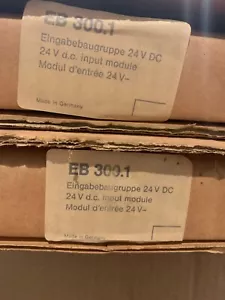 EB 300.1
Eingabebaugruppe 24 V DC
24 V d.c. input module
Modul d'entrée 24 V⎓
Made in Germany
EB 300.1
Eingabebaugruppe 24 V DC
24 V d.c. input module
Modul d'entrée 24 V⎓
Made in Germany